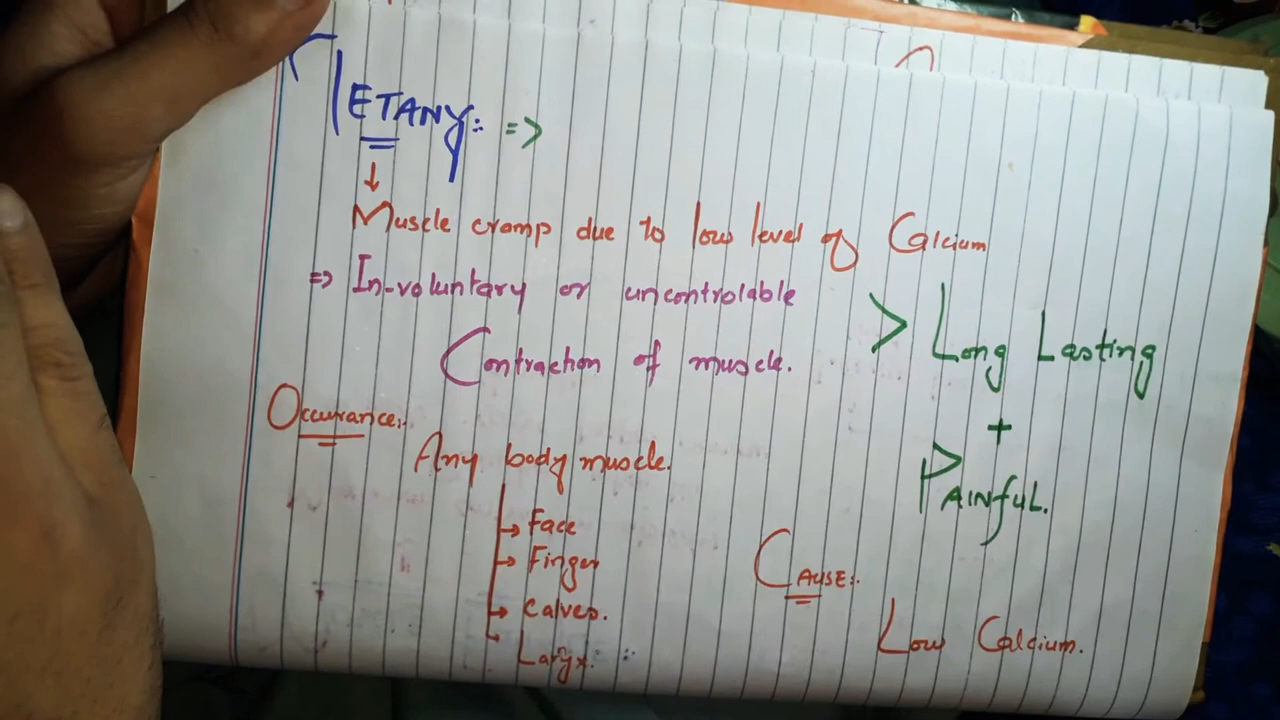 TETANY:- =>
↓
Muscle cramp due to low level of Calcium
=> In-voluntary or uncontrolable
Contraction of muscle.
> Long Lasting
+
PAINfUL.
Occurance:-
Any body muscle.
→ Face
→ Finger
→ Calves.
Laryx.
CAUSE:-
Low Calcium.